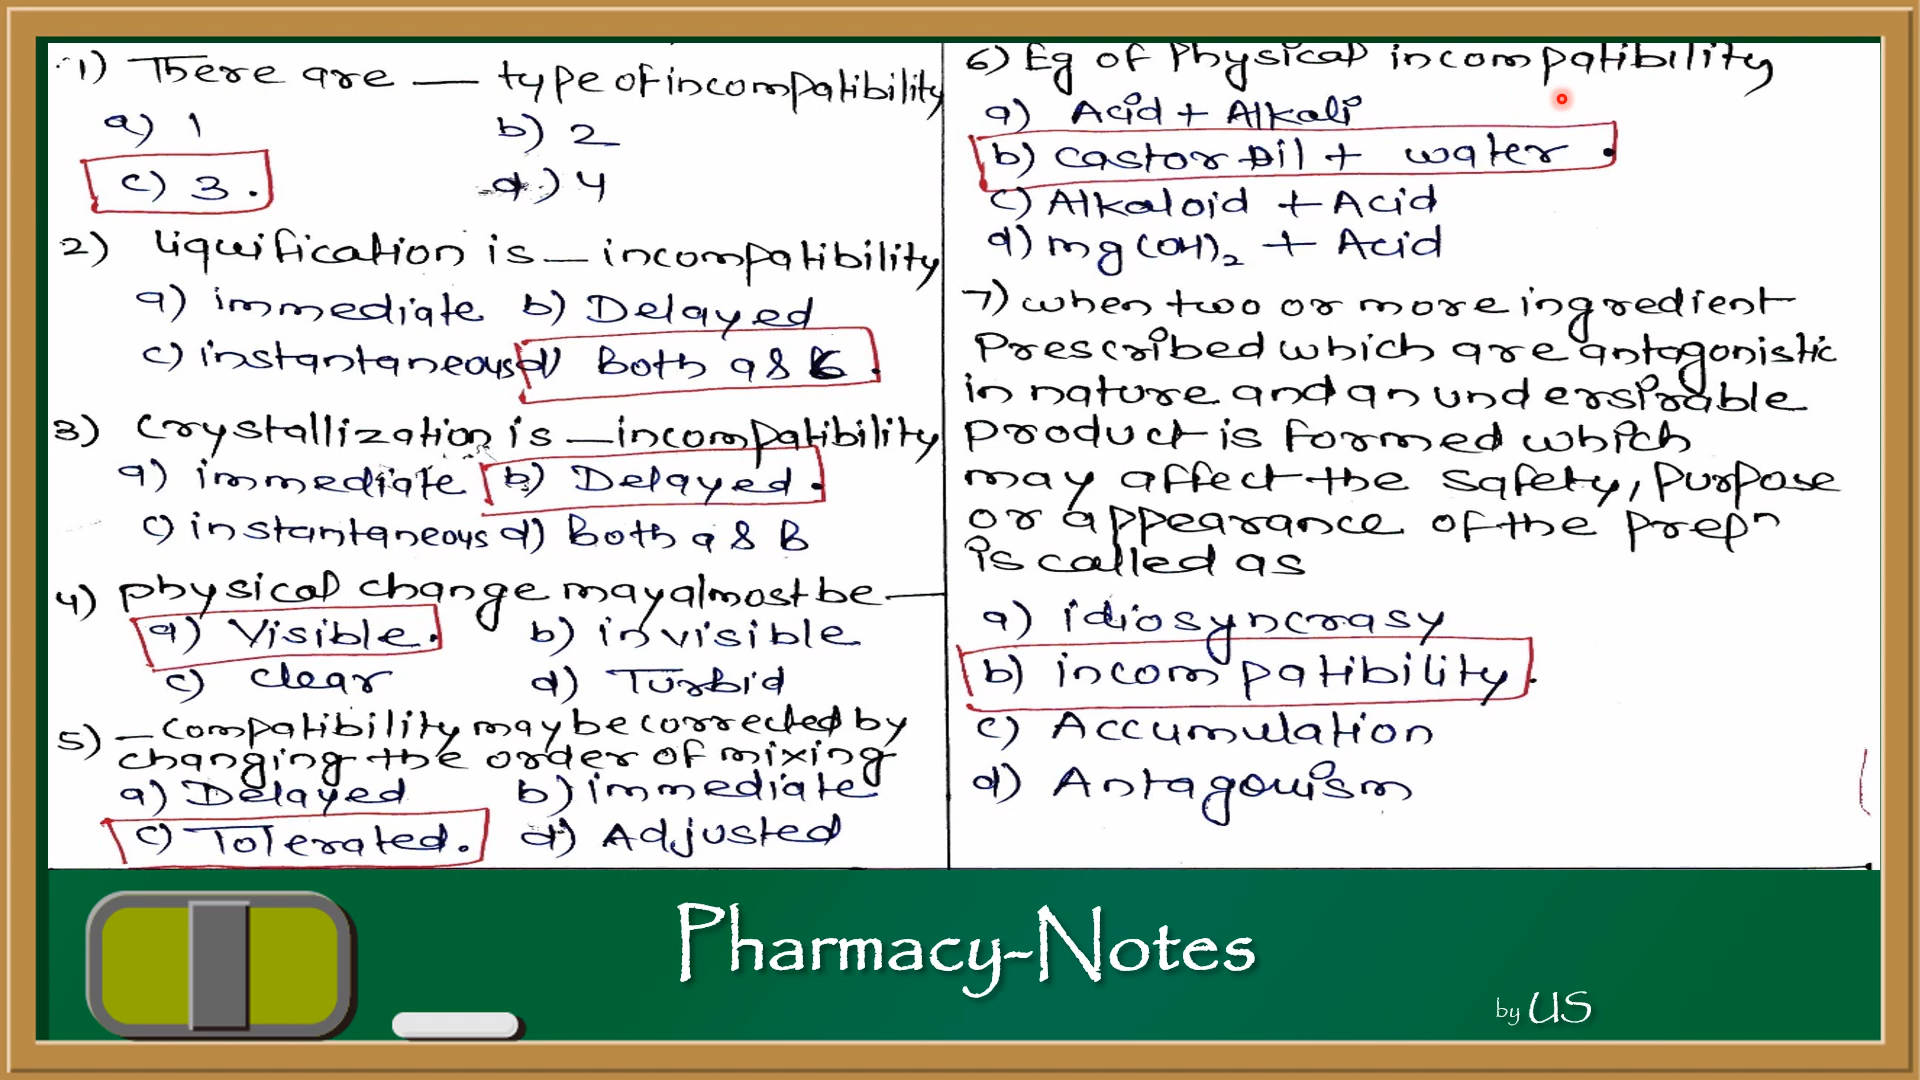 1) There are — type of incompatibility
a) 1 b) 2
c) 3. d) 4
2) liquification is — incompatibility
a) immediate b) Delayed
c) instantaneous d) Both a & C.
3) crystallization is — incompatibility
a) immediate b) Delayed.
c) instantaneous d) Both a & B
4) physical change may almost be —
a) Visible. b) invisible
c) clear d) Turbid
5) — compatibility may be corrected by
changing the order of mixing
a) Delayed b) immediate
c) Tolerated. d) Adjusted
6) Eg of Physical incompatibility
a) Acid + Alkali
b) castor oil + water.
c) Alkaloid + Acid
d) mg(OH)₂ + Acid
7) when two or more ingredient
Prescribed which are antagonistic
in nature and an undersirable
product is formed which
may affect the safety, Purpose
or appearance of the prepⁿ
is called as
a) idiosyncrasy
b) incompatibility.
c) Accumulation
d) Antagonism
Pharmacy-Notes
by US